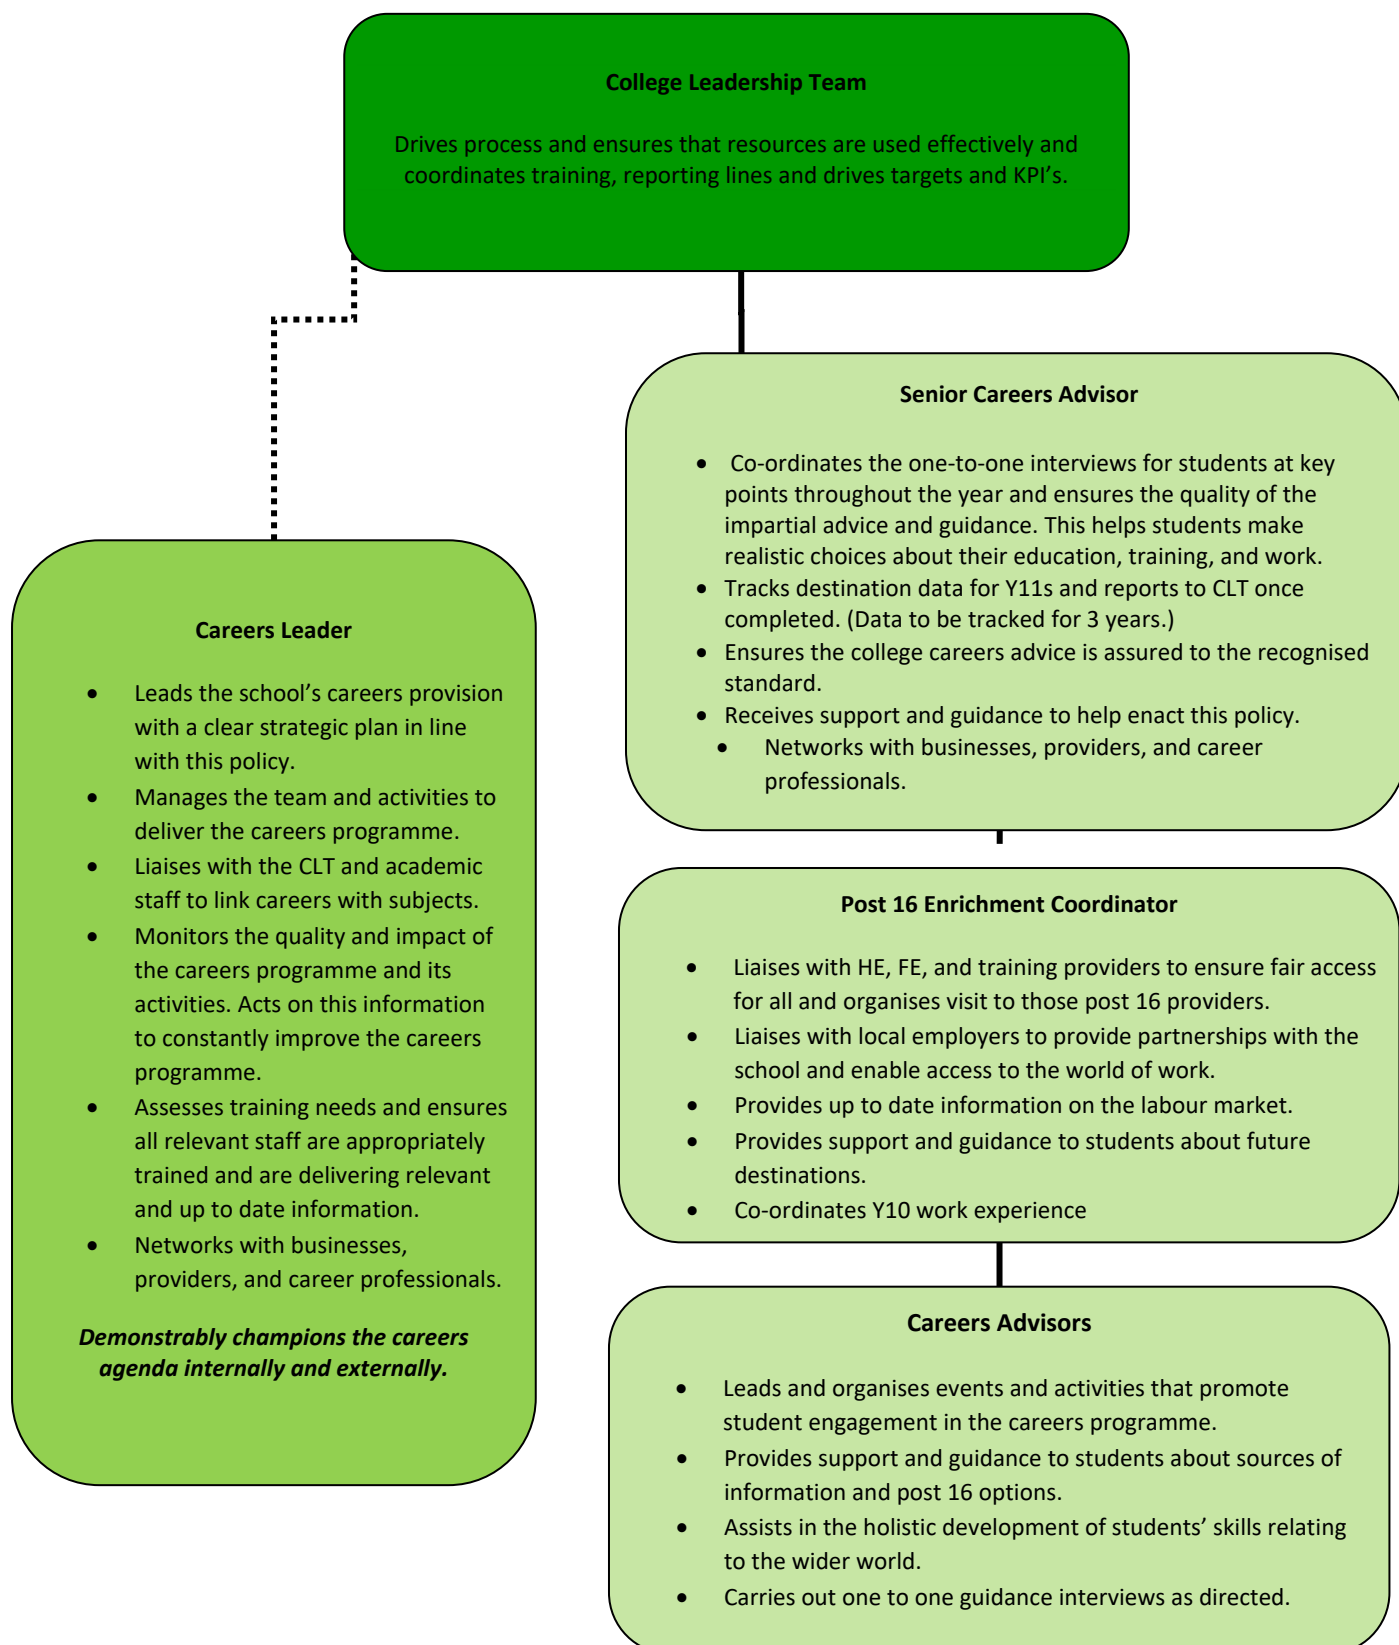 College Leadership Team
Drives process and ensures that resources are used effectively and
coordinates training, reporting lines and drives targets and KPI’s.
Senior Careers Advisor
• Co-ordinates the one-to-one interviews for students at key
points throughout the year and ensures the quality of the
impartial advice and guidance. This helps students make
realistic choices about their education, training, and work.
• Tracks destination data for Y11s and reports to CLT once
completed. (Data to be tracked for 3 years.)
• Ensures the college careers advice is assured to the recognised
standard.
• Receives support and guidance to help enact this policy.
• Networks with businesses, providers, and career
professionals.
Careers Leader
• Leads the school’s careers provision
with a clear strategic plan in line
with this policy.
• Manages the team and activities to
deliver the careers programme.
• Liaises with the CLT and academic
staff to link careers with subjects.
• Monitors the quality and impact of
the careers programme and its
activities. Acts on this information
to constantly improve the careers
programme.
• Assesses training needs and ensures
all relevant staff are appropriately
trained and are delivering relevant
and up to date information.
• Networks with businesses,
providers, and career professionals.
Demonstrably champions the careers
agenda internally and externally.
Post 16 Enrichment Coordinator
• Liaises with HE, FE, and training providers to ensure fair access
for all and organises visit to those post 16 providers.
• Liaises with local employers to provide partnerships with the
school and enable access to the world of work.
• Provides up to date information on the labour market.
• Provides support and guidance to students about future
destinations.
• Co-ordinates Y10 work experience
Careers Advisors
• Leads and organises events and activities that promote
student engagement in the careers programme.
• Provides support and guidance to students about sources of
information and post 16 options.
• Assists in the holistic development of students’ skills relating
to the wider world.
• Carries out one to one guidance interviews as directed.